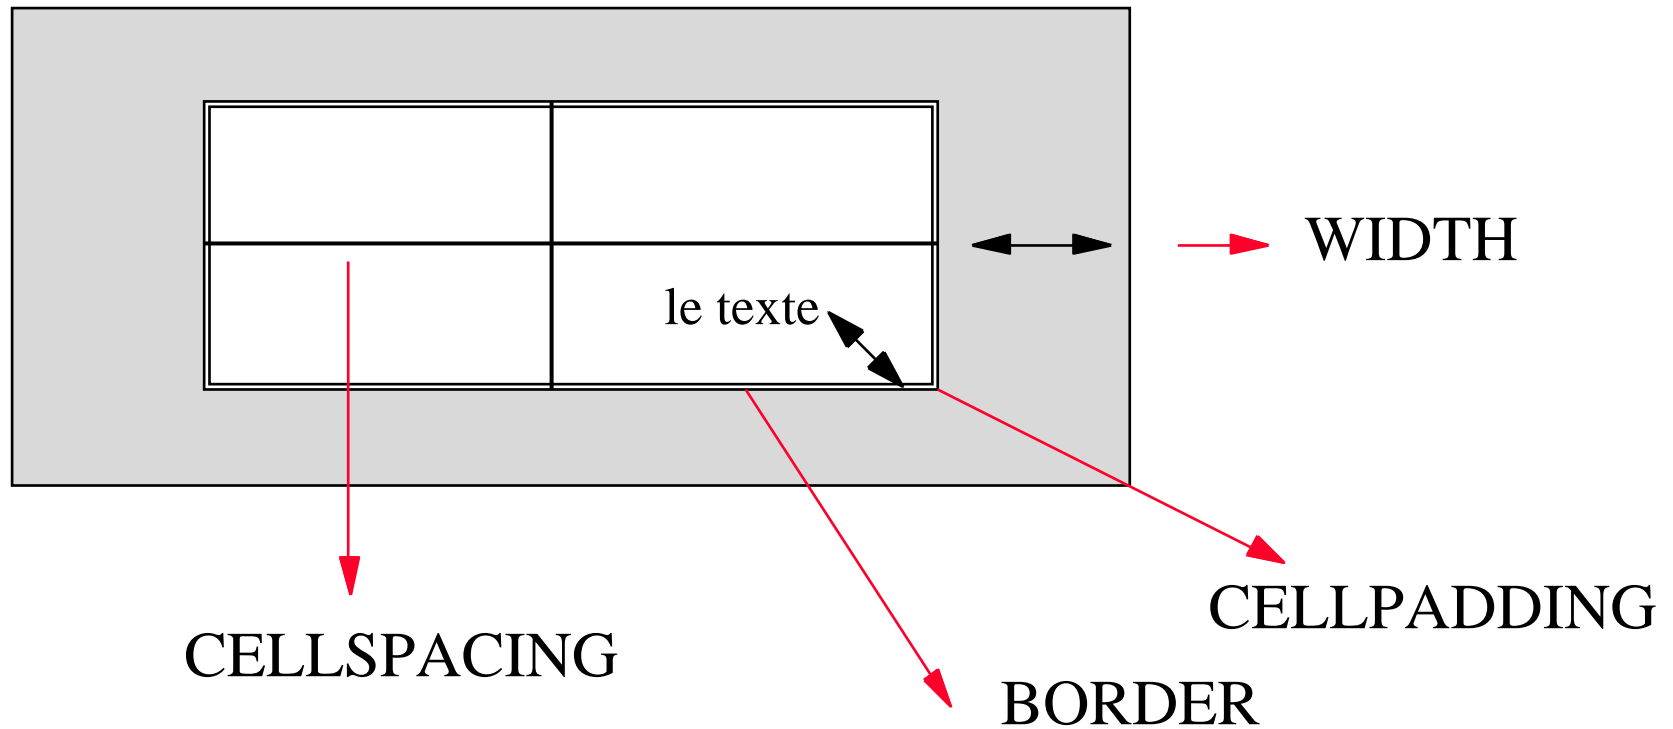 WIDTH
le texte
CELLPADDING
CELLSPACING
BORDER